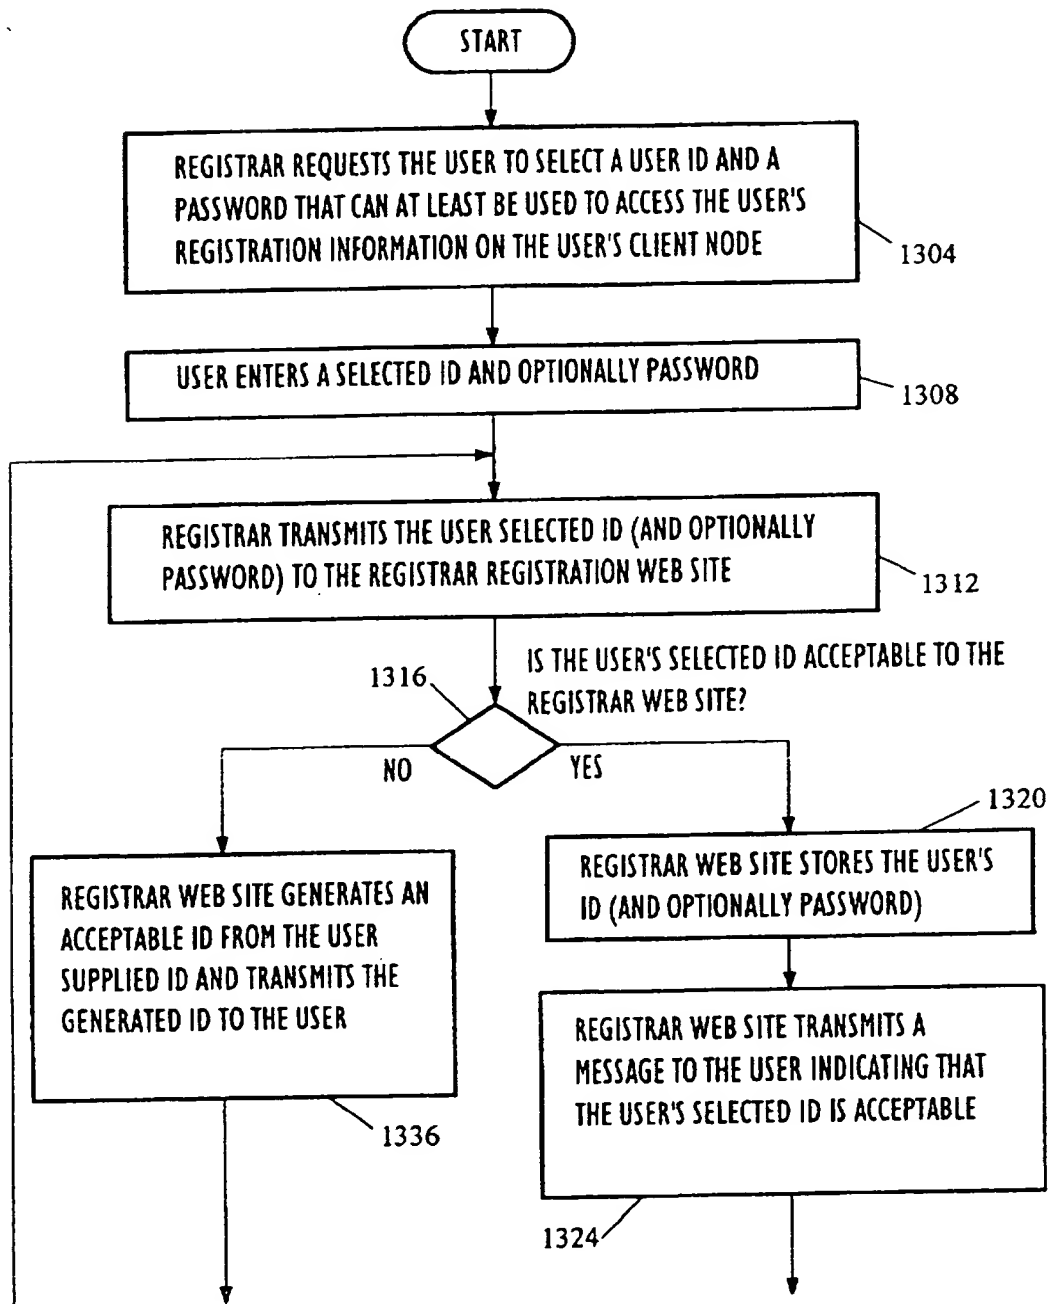 START
REGISTRAR REQUESTS THE USER TO SELECT A USER ID AND A
PASSWORD THAT CAN AT LEAST BE USED TO ACCESS THE USER'S
REGISTRATION INFORMATION ON THE USER'S CLIENT NODE
1304
USER ENTERS A SELECTED ID AND OPTIONALLY PASSWORD
1308
REGISTRAR TRANSMITS THE USER SELECTED ID (AND OPTIONALLY
PASSWORD) TO THE REGISTRAR REGISTRATION WEB SITE
1312
IS THE USER'S SELECTED ID ACCEPTABLE TO THE
REGISTRAR WEB SITE?
1316
NO
YES
1320
REGISTRAR WEB SITE STORES THE USER'S
ID (AND OPTIONALLY PASSWORD)
REGISTRAR WEB SITE GENERATES AN
ACCEPTABLE ID FROM THE USER
SUPPLIED ID AND TRANSMITS THE
GENERATED ID TO THE USER
1336
REGISTRAR WEB SITE TRANSMITS A
MESSAGE TO THE USER INDICATING THAT
THE USER'S SELECTED ID IS ACCEPTABLE
1324